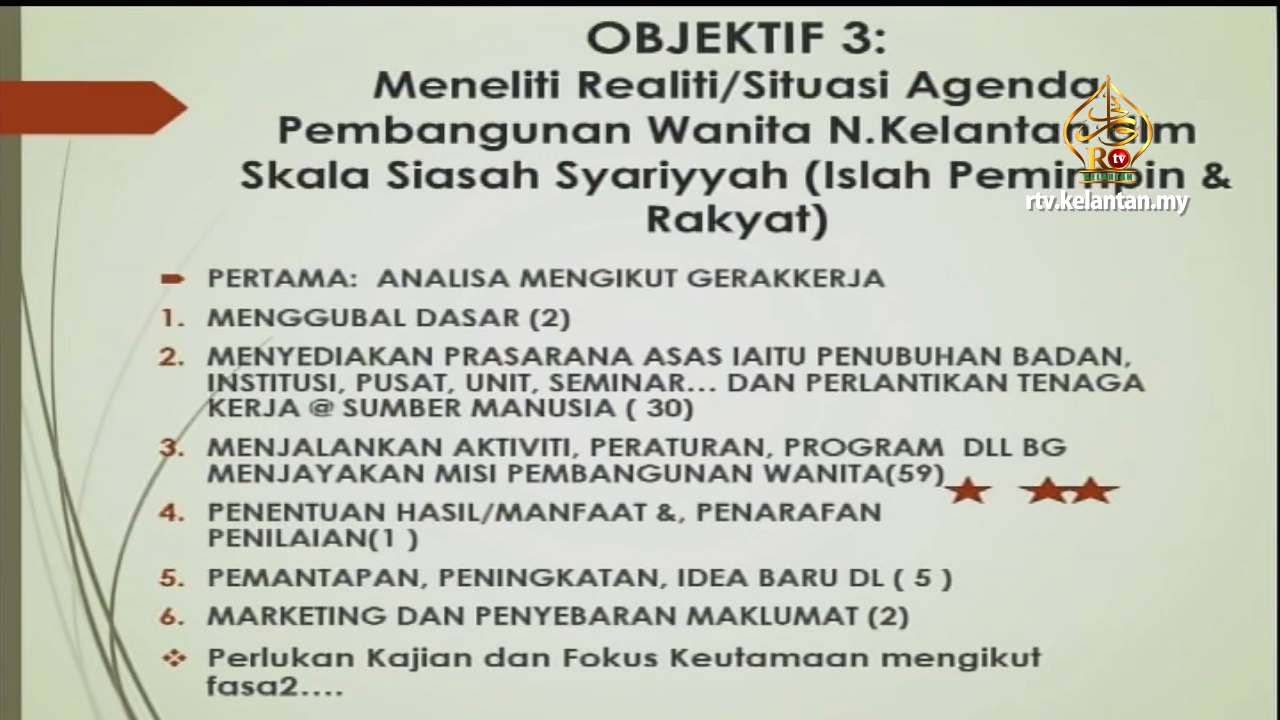 OBJEKTIF 3:
Meneliti Realiti/Situasi Agenda
Pembangunan Wanita N.Kelantan dlm
Skala Siasah Syariyyah (Islah Pemimpin &
Rakyat)
Rtv
KELANTAN
rtv.kelantan.my
PERTAMA: ANALISA MENGIKUT GERAKKERJA
1. MENGGUBAL DASAR (2)
2. MENYEDIAKAN PRASARANA ASAS IAITU PENUBUHAN BADAN,
INSTITUSI, PUSAT, UNIT, SEMINAR... DAN PERLANTIKAN TENAGA
KERJA @ SUMBER MANUSIA ( 30)
3. MENJALANKAN AKTIVITI, PERATURAN, PROGRAM DLL BG
MENJAYAKAN MISI PEMBANGUNAN WANITA(59)
4. PENENTUAN HASIL/MANFAAT &, PENARAFAN
PENILAIAN(1 )
5. PEMANTAPAN, PENINGKATAN, IDEA BARU DL ( 5 )
6. MARKETING DAN PENYEBARAN MAKLUMAT (2)
Perlukan Kajian dan Fokus Keutamaan mengikut
fasa2....